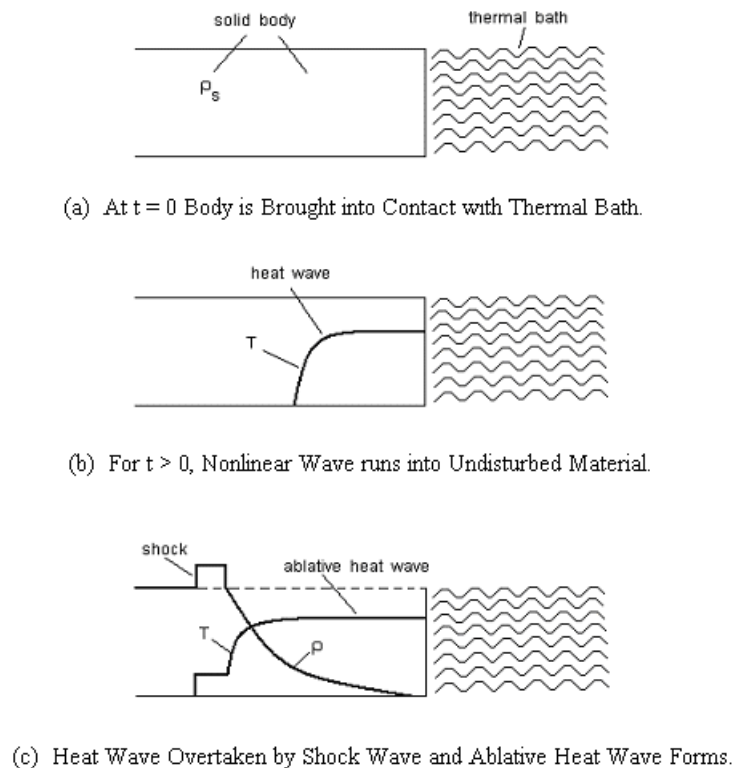 solid body
thermal bath
ρs
(a) At t = 0 Body is Brought into Contact with Thermal Bath.
heat wave
T
(b) For t > 0, Nonlinear Wave runs into Undisturbed Material.
shock
ablative heat wave
T
ρ
(c) Heat Wave Overtaken by Shock Wave and Ablative Heat Wave Forms.